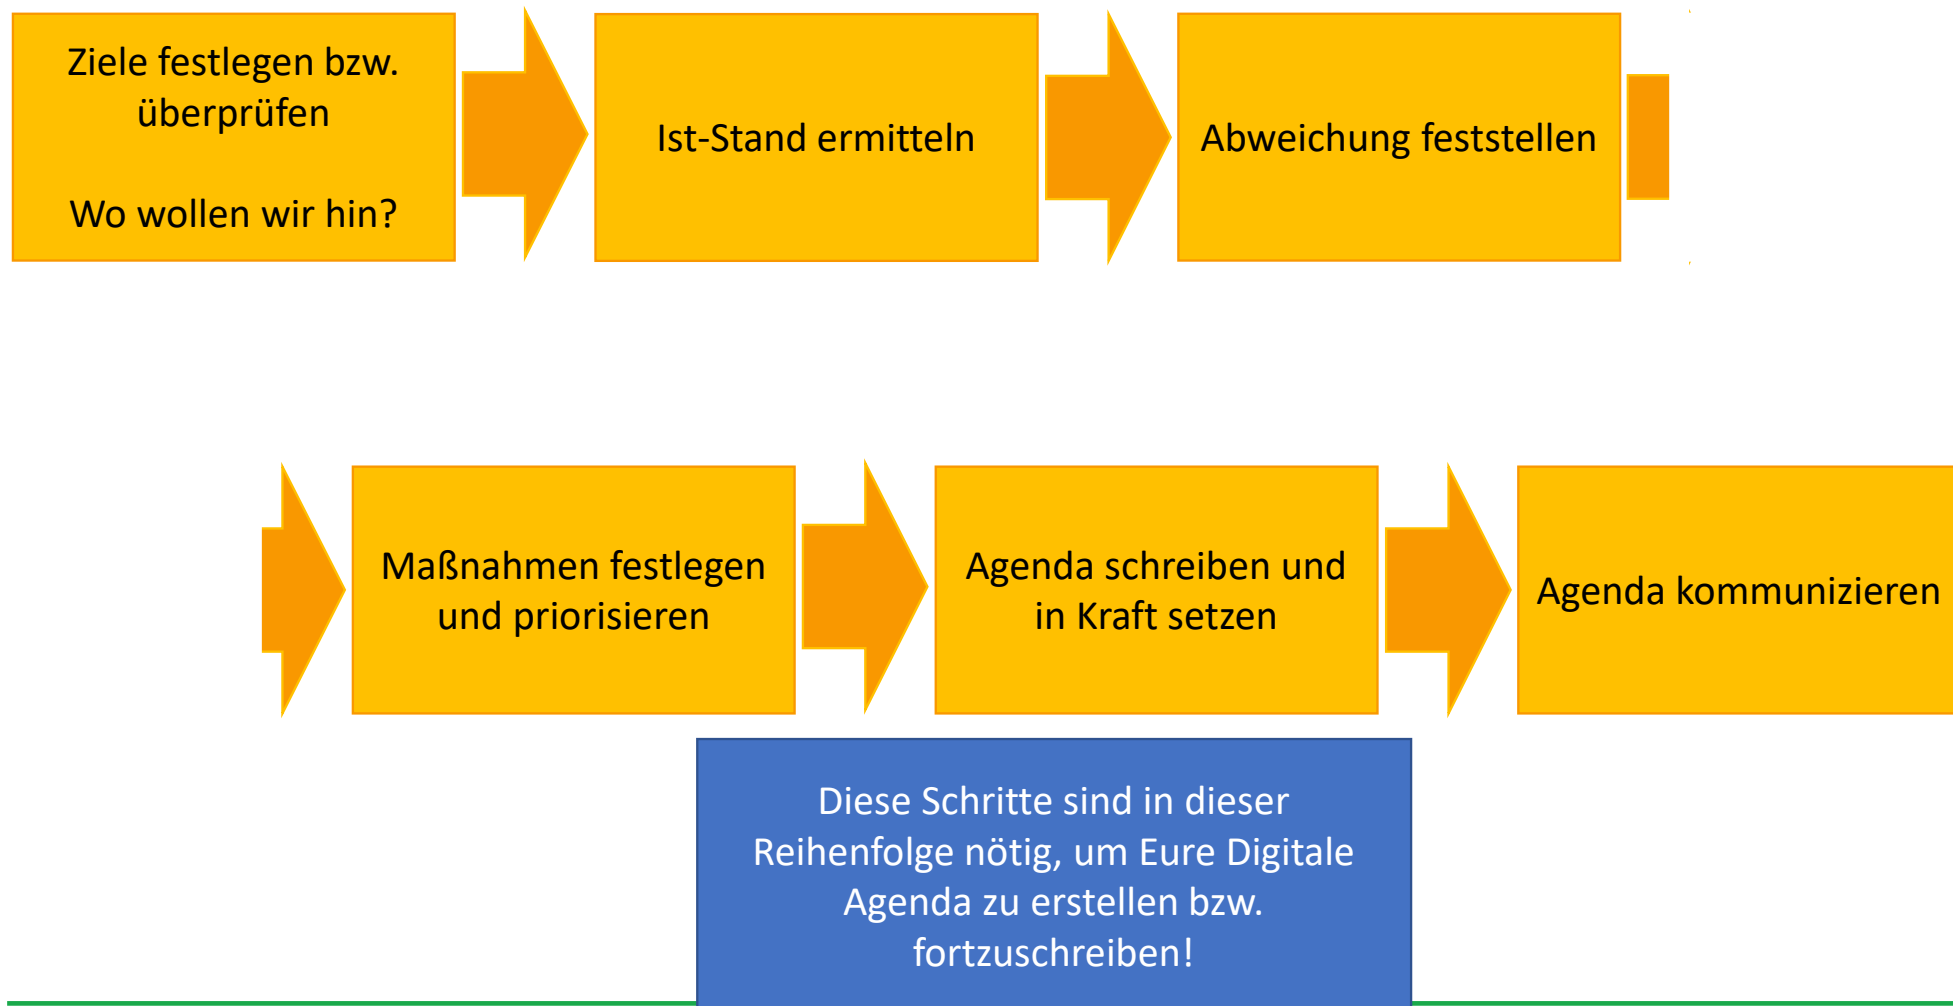 Ziele festlegen bzw.
überprüfen
Wo wollen wir hin?
Ist-Stand ermitteln
Abweichung feststellen
Maßnahmen festlegen
und priorisieren
Agenda schreiben und
in Kraft setzen
Agenda kommunizieren
Diese Schritte sind in dieser
Reihenfolge nötig, um Eure Digitale
Agenda zu erstellen bzw.
fortzuschreiben!